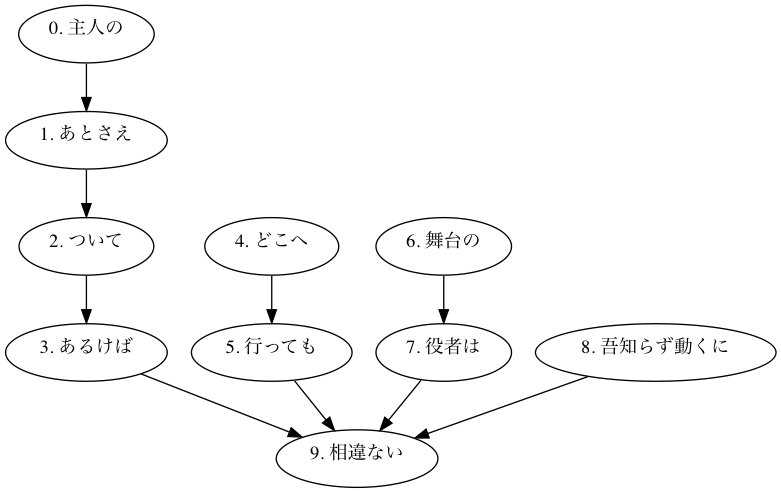 0. 主人の
1. あとさえ
2. ついて
4. どこへ
6. 舞台の
3. あるけば
5. 行っても
7. 役者は
8. 吾知らず動くに
9. 相違ない